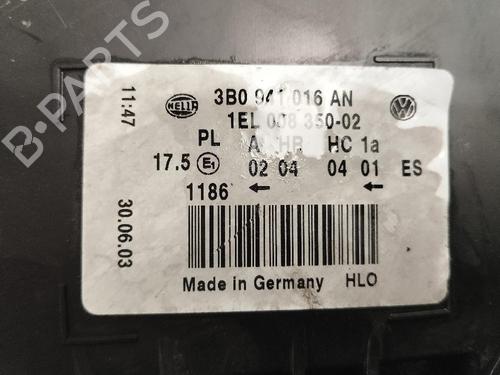 B-PARTS
HELLA
3B0 941 016 AN
1EL 008 350-02
PL A HR HC 1a
17.5 E1 02 04 04 01 ES
1186
Made in Germany HLO
11:47
30.06.03